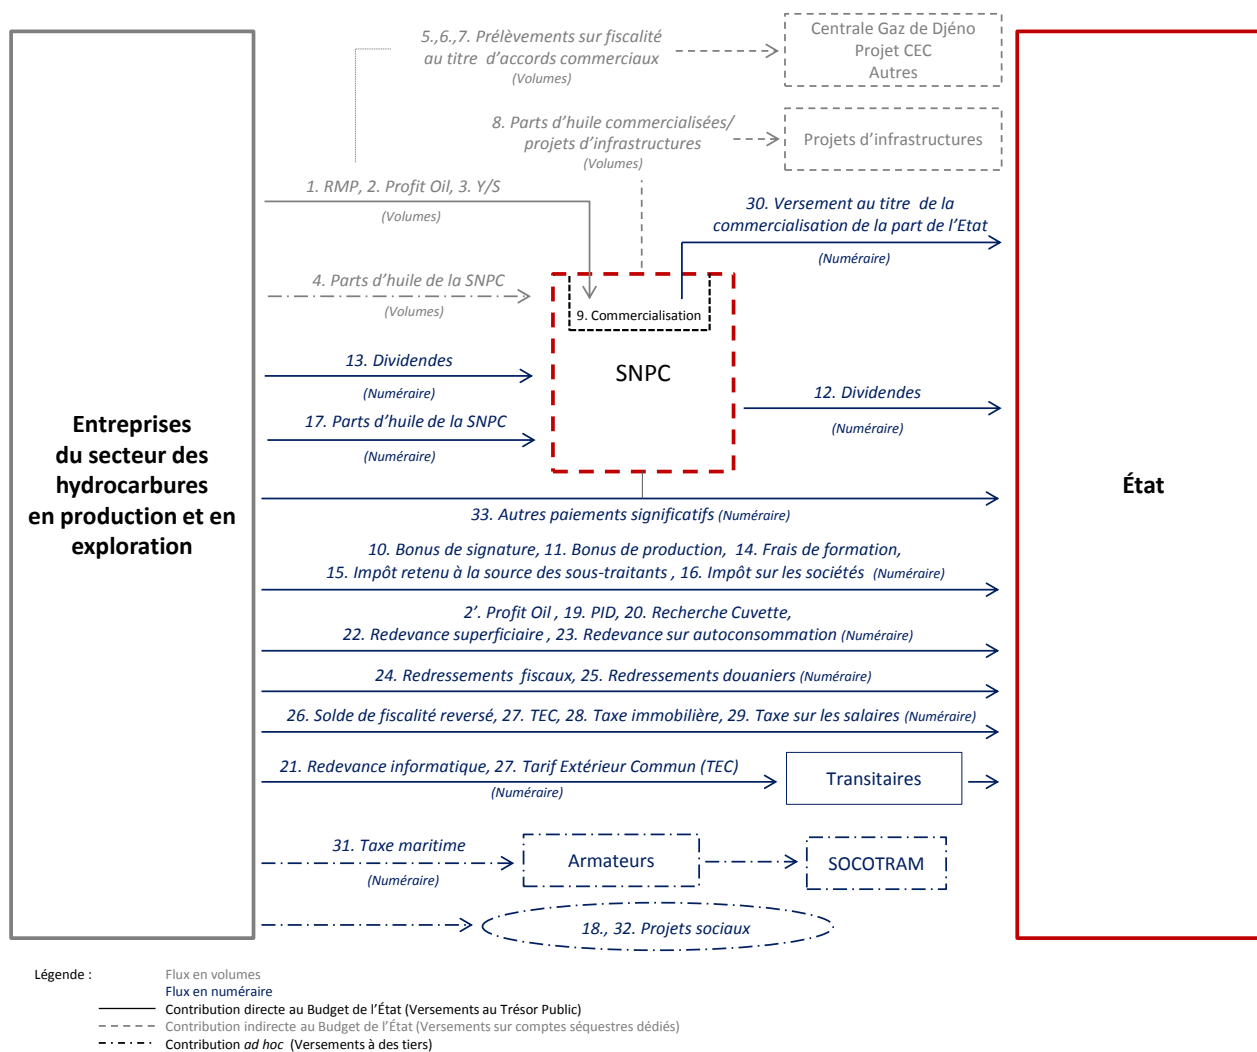 5.,6.,7. Prélèvements sur fiscalité
au titre d’accords commerciaux
(Volumes)
Centrale Gaz de Djéno
Projet CEC
Autres
8. Parts d’huile commercialisées/
projets d’infrastructures
(Volumes)
Projets d’infrastructures
1. RMP, 2. Profit Oil, 3. Y/S
(Volumes)
30. Versement au titre de la
commercialisation de la part de l’Etat
(Numéraire)
4. Parts d’huile de la SNPC
(Volumes)
9. Commercialisation
SNPC
13. Dividendes
(Numéraire)
12. Dividendes
(Numéraire)
17. Parts d’huile de la SNPC
(Numéraire)
Entreprises
du secteur des
hydrocarbures
en production et en
exploration
État
33. Autres paiements significatifs (Numéraire)
10. Bonus de signature, 11. Bonus de production, 14. Frais de formation,
15. Impôt retenu à la source des sous-traitants , 16. Impôt sur les sociétés (Numéraire)
2’. Profit Oil , 19. PID, 20. Recherche Cuvette,
22. Redevance superficiaire , 23. Redevance sur autoconsommation (Numéraire)
24. Redressements fiscaux, 25. Redressements douaniers (Numéraire)
26. Solde de fiscalité reversé, 27. TEC, 28. Taxe immobilière, 29. Taxe sur les salaires (Numéraire)
21. Redevance informatique, 27. Tarif Extérieur Commun (TEC)
(Numéraire)
Transitaires
31. Taxe maritime
(Numéraire)
Armateurs
SOCOTRAM
18., 32. Projets sociaux
Légende :
Flux en volumes
Flux en numéraire
Contribution directe au Budget de l’État (Versements au Trésor Public)
Contribution indirecte au Budget de l’État (Versements sur comptes séquestres dédiés)
Contribution ad hoc (Versements à des tiers)